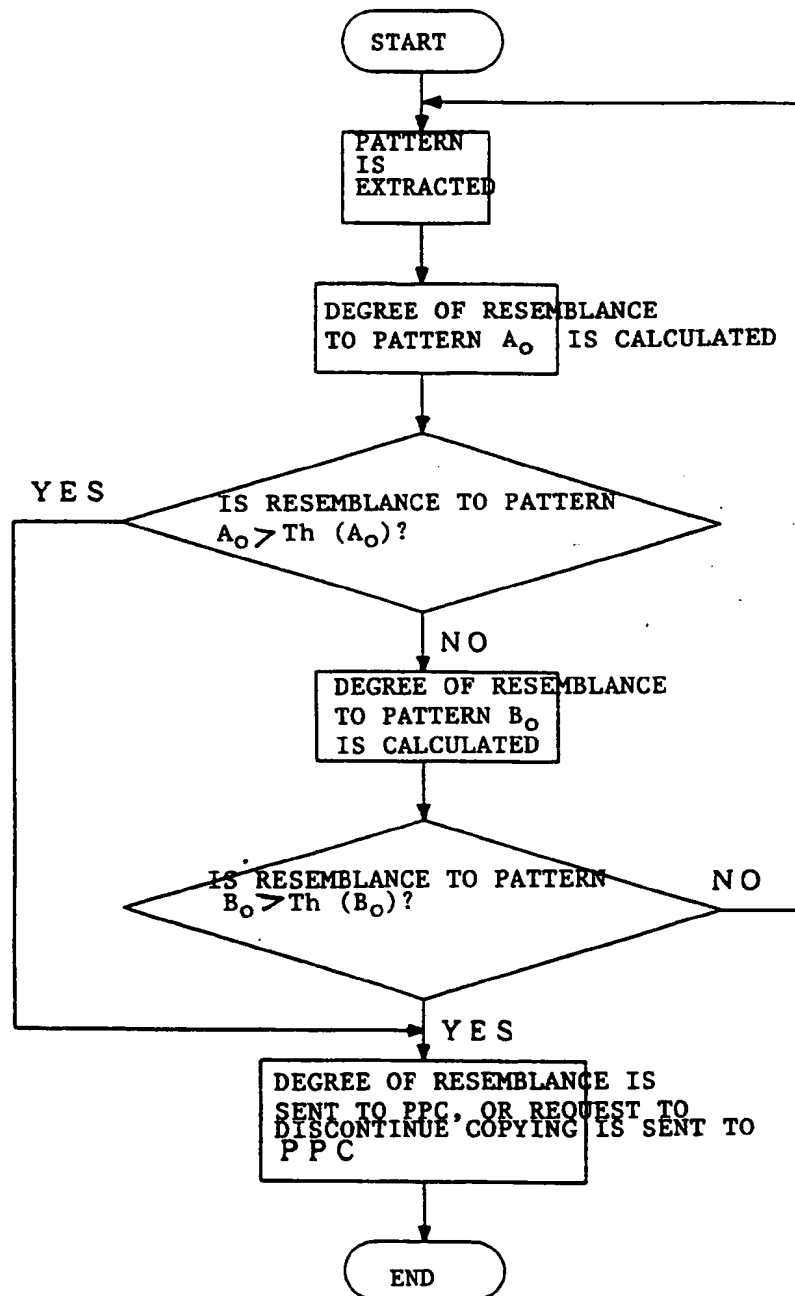 START
PATTERN
IS
EXTRACTED
DEGREE OF RESEMBLANCE
TO PATTERN A₀ IS CALCULATED
YES
IS RESEMBLANCE TO PATTERN
A₀ > Th (A₀)?
NO
DEGREE OF RESEMBLANCE
TO PATTERN B₀
IS CALCULATED
IS RESEMBLANCE TO PATTERN
B₀ > Th (B₀)?
NO
YES
DEGREE OF RESEMBLANCE IS
SENT TO PPC, OR REQUEST TO
DISCONTINUE COPYING IS SENT TO
PPC
END